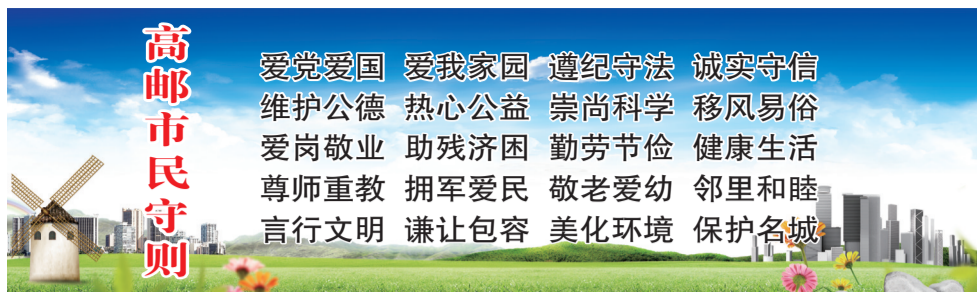 高邮市民守则
爱党爱国 爱我家园 遵纪守法 诚实守信
维护公德 热心公益 崇尚科学 移风易俗
爱岗敬业 助残济困 勤劳节俭 健康生活
尊师重教 拥军爱民 敬老爱幼 邻里和睦
言行文明 谦让包容 美化环境 保护名城